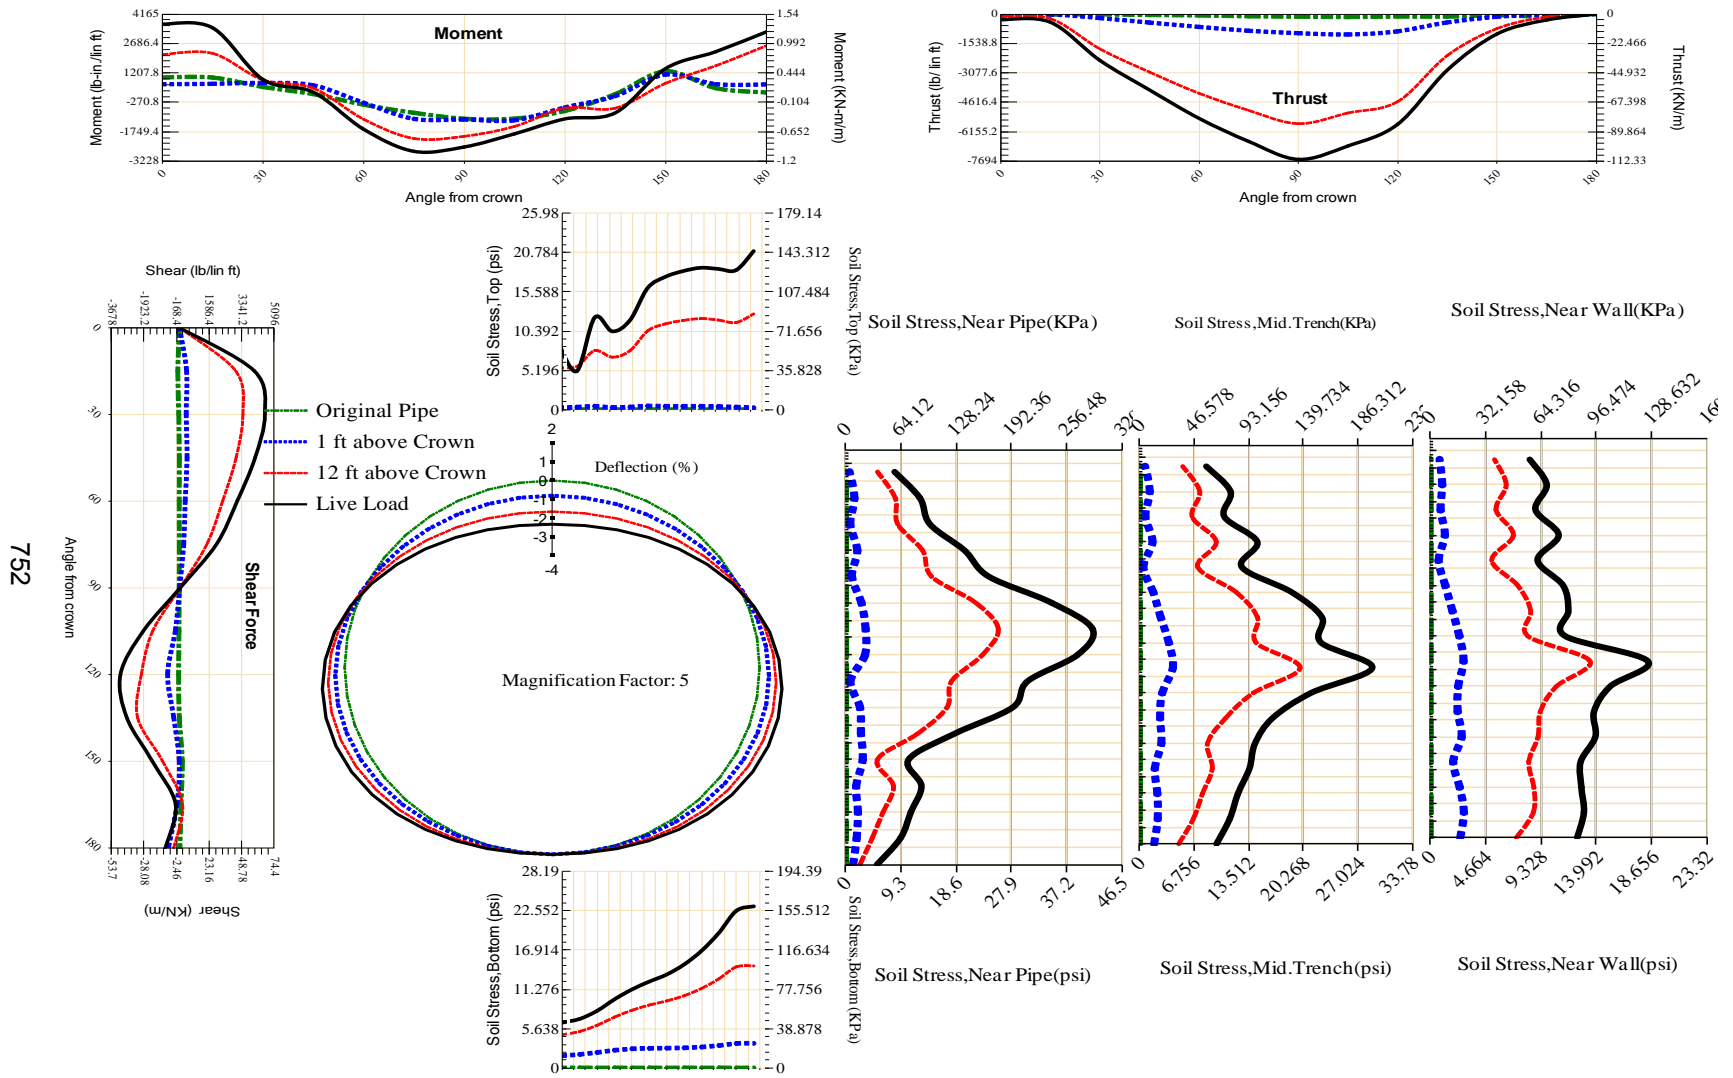 4165
2686.4
1207.8
-270.8
-1749.4
-3228
Moment (lb-in./lin ft)
Moment
1.54
0.992
0.444
-0.104
-0.652
-1.2
Moment (KN-m/m)
0 30 60 90 120 150 180
Angle from crown
0
-1538.8
-3077.6
-4616.4
-6155.2
-7694
Thrust (lb/ lin ft)
Thrust
0
-22.466
-44.932
-67.398
-89.864
-112.33
Thrust (KN/m)
0 30 60 90 120 150 180
Angle from crown
25.98
20.784
15.588
10.392
5.196
0
Soil Stress,Top (psi)
179.14
143.312
107.484
71.656
35.828
0
Soil Stress,Top (KPa)
Shear (lb/lin ft)
-3678 -1923.2 -168.4 1586.4 3341.2 5096
0
30
60
90
120
150
180
Angle from crown
Shear Force
-53.7 -28.08 -2.46 23.16 48.78 74.4
Shear (KN/m)
752
Original Pipe
1 ft above Crown
12 ft above Crown
Live Load
2
1
0
-1
-2
-3
-4
Deflection (%)
Magnification Factor: 5
28.19
22.552
16.914
11.276
5.638
0
Soil Stress,Bottom (psi)
194.39
155.512
116.634
77.756
38.878
0
Soil Stress,Bottom (KPa)
Soil Stress,Near Pipe(KPa)
0 64.12 128.24 192.36 256.48
0 9.3 18.6 27.9 37.2 46.5
Soil Stress,Near Pipe(psi)
Soil Stress,Mid.Trench(KPa)
0 46.578 93.156 139.734 186.312
0 6.756 13.512 20.268 27.024 33.78
Soil Stress,Mid.Trench(psi)
Soil Stress,Near Wall(KPa)
0 32.158 64.316 96.474 128.632
0 4.664 9.328 13.992 18.656 23.32
Soil Stress,Near Wall(psi)